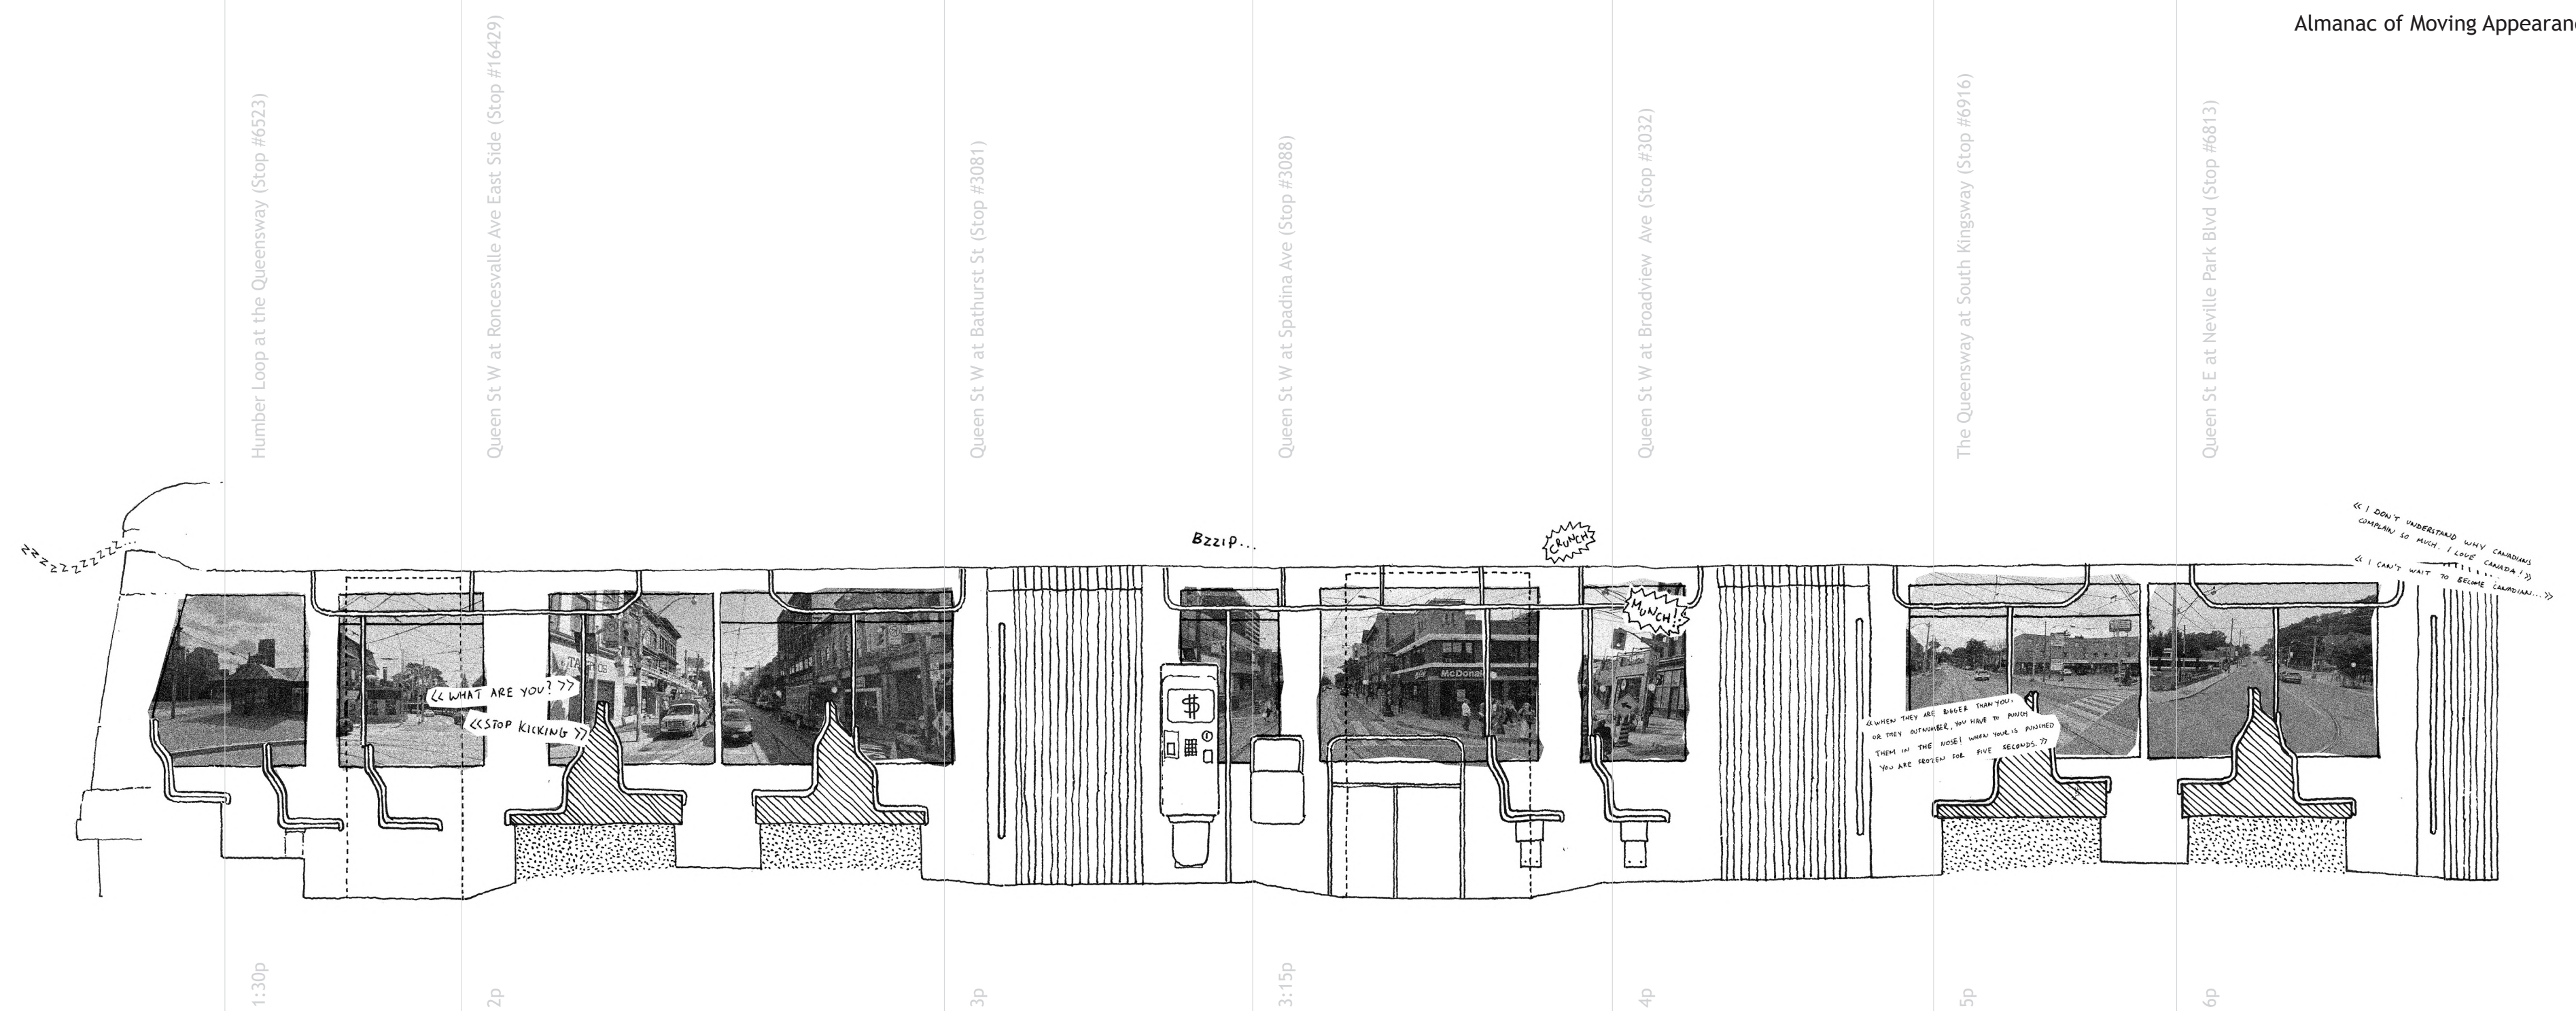 Almanac of Moving Appearan
Humber Loop at the Queensway (Stop #6523)
Queen St W at Roncesvalle Ave East Side (Stop #16429)
Queen St W at Bathurst St (Stop #3081)
Queen St W at Spadina Ave (Stop #3088)
Queen St W at Broadview Ave (Stop #3032)
The Queensway at South Kingsway (Stop #6916)
Queen St E at Neville Park Blvd (Stop #6813)
ZZZZZZZZZZZ...
<< WHAT ARE YOU? >>
<< STOP KICKING >>
BZZIP...
$
McDonal
CRUNCH!
MUNCH!
<< WHEN THEY ARE BIGGER THAN YOU,
OR THEY OUTNUMBER, YOU HAVE TO PUNCH
THEM IN THE NOSE! WHEN YOUR IS PUNCHED
YOU ARE FROZEN FOR FIVE SECONDS. >>
<< I DON'T UNDERSTAND WHY CANADIANS
COMPLAIN SO MUCH. I LOVE CANADA! >>
<< I CAN'T WAIT TO BECOME CANADIAN... >>
1:30p
2p
3p
3:15p
4p
5p
6p